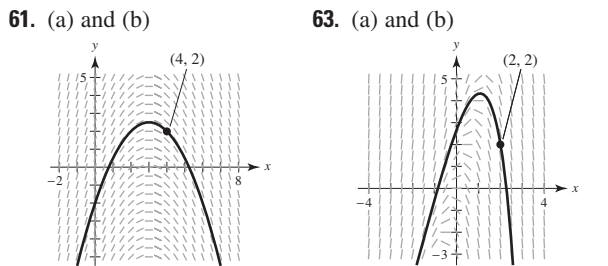 61. (a) and (b)
y
(4, 2)
5
x
−2
8
63. (a) and (b)
y
(2, 2)
5
x
−4
4
−3